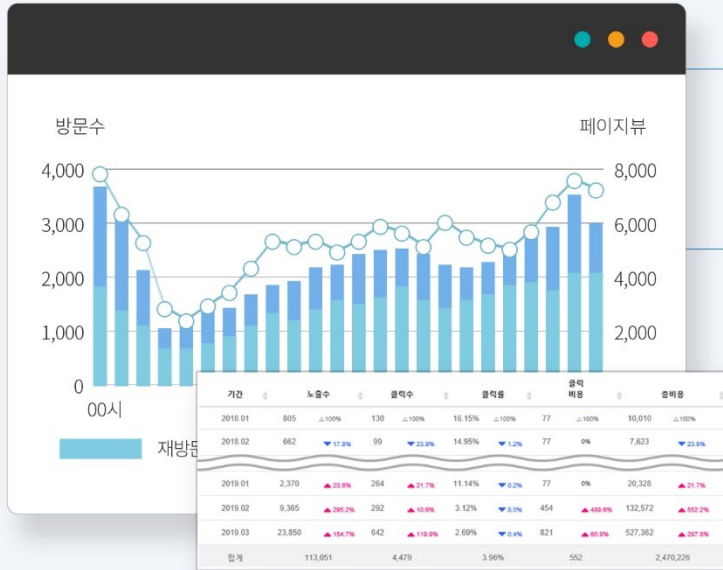 방문수 페이지뷰
4,000 8,000
3,000 6,000
2,000 4,000
1,000 2,000
0
00시
재방문
기간 노출수 클릭수 클릭률 클릭 비용 총비용
2018.01 805 △100% 130 △100% 16.15% △100% 77 △100% 10,010 △100%
2018.02 662 ▼17.8% 99 ▼23.9% 14.95% ▼1.2% 77 0% 7,623 ▼23.9%
2019.01 2,370 ▲23.6% 264 ▲21.7% 11.14% ▼0.2% 77 0% 20,328 ▲21.7%
2019.02 9,365 ▲295.2% 292 ▲10.6% 3.12% ▼8.0% 454 ▲489.6% 132,572 ▲552.2%
2019.03 23,850 ▲154.7% 642 ▲119.9% 2.69% ▼0.4% 821 ▲80.9% 527,362 ▲297.8%
합계 113,051 4,479 3.96% 552 2,470,226